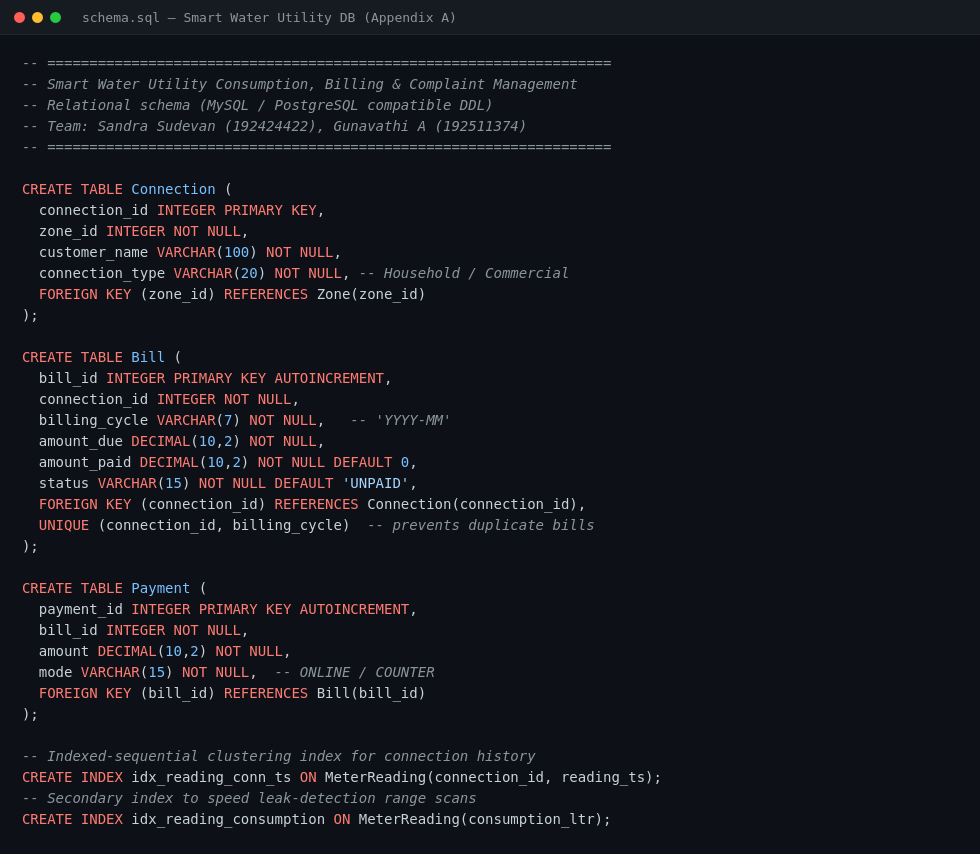 schema.sql — Smart Water Utility DB (Appendix A)
-- ===================================================================
-- Smart Water Utility Consumption, Billing & Complaint Management
-- Relational schema (MySQL / PostgreSQL compatible DDL)
-- Team: Sandra Sudevan (192424422), Gunavathi A (192511374)
-- ===================================================================
CREATE TABLE Connection (
  connection_id INTEGER PRIMARY KEY,
  zone_id INTEGER NOT NULL,
  customer_name VARCHAR(100) NOT NULL,
  connection_type VARCHAR(20) NOT NULL, -- Household / Commercial
  FOREIGN KEY (zone_id) REFERENCES Zone(zone_id)
);
CREATE TABLE Bill (
  bill_id INTEGER PRIMARY KEY AUTOINCREMENT,
  connection_id INTEGER NOT NULL,
  billing_cycle VARCHAR(7) NOT NULL,   -- 'YYYY-MM'
  amount_due DECIMAL(10,2) NOT NULL,
  amount_paid DECIMAL(10,2) NOT NULL DEFAULT 0,
  status VARCHAR(15) NOT NULL DEFAULT 'UNPAID',
  FOREIGN KEY (connection_id) REFERENCES Connection(connection_id),
  UNIQUE (connection_id, billing_cycle)  -- prevents duplicate bills
);
CREATE TABLE Payment (
  payment_id INTEGER PRIMARY KEY AUTOINCREMENT,
  bill_id INTEGER NOT NULL,
  amount DECIMAL(10,2) NOT NULL,
  mode VARCHAR(15) NOT NULL,  -- ONLINE / COUNTER
  FOREIGN KEY (bill_id) REFERENCES Bill(bill_id)
);
-- Indexed-sequential clustering index for connection history
CREATE INDEX idx_reading_conn_ts ON MeterReading(connection_id, reading_ts);
-- Secondary index to speed leak-detection range scans
CREATE INDEX idx_reading_consumption ON MeterReading(consumption_ltr);